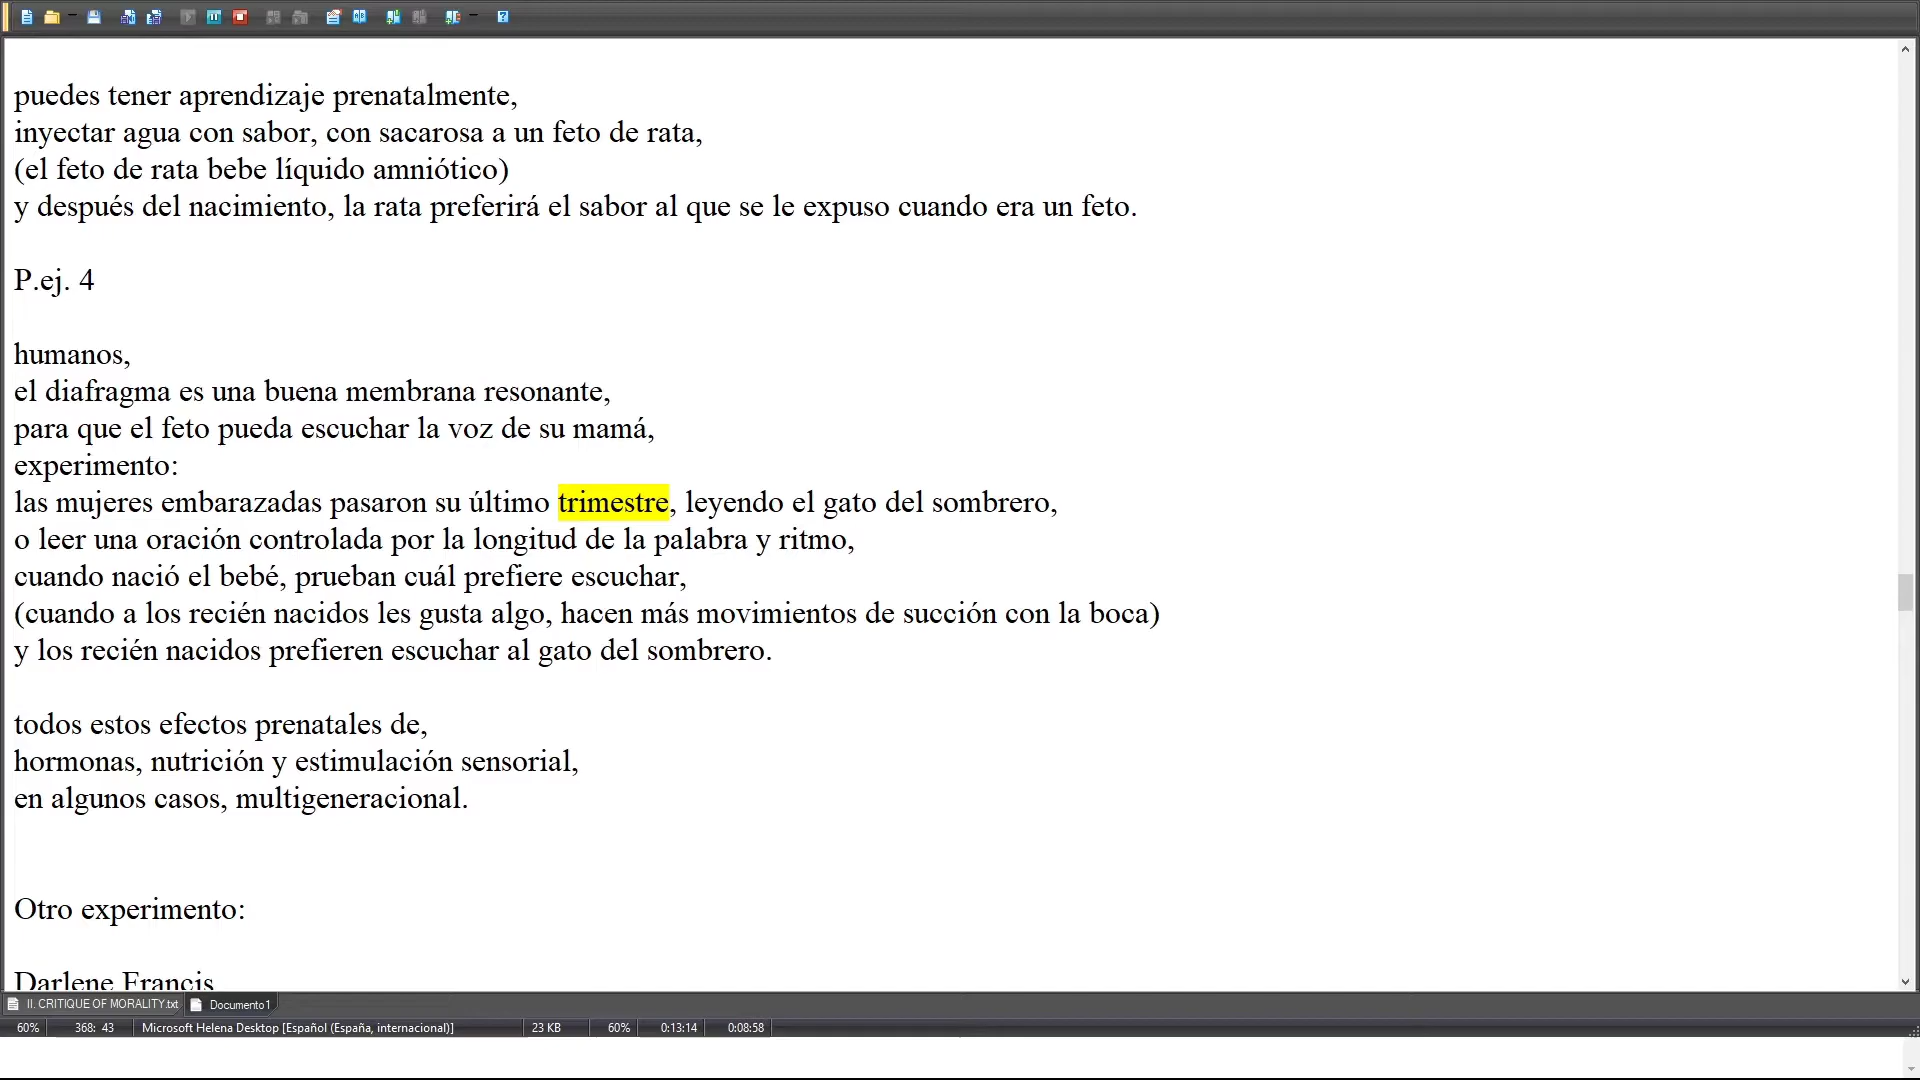 puedes tener aprendizaje prenatalmente,
inyectar agua con sabor, con sacarosa a un feto de rata,
(el feto de rata bebe líquido amniótico)
y después del nacimiento, la rata preferirá el sabor al que se le expuso cuando era un feto.
P.ej. 4
humanos,
el diafragma es una buena membrana resonante,
para que el feto pueda escuchar la voz de su mamá,
experimento:
las mujeres embarazadas pasaron su último trimestre, leyendo el gato del sombrero,
o leer una oración controlada por la longitud de la palabra y ritmo,
cuando nació el bebé, prueban cuál prefiere escuchar,
(cuando a los recién nacidos les gusta algo, hacen más movimientos de succión con la boca)
y los recién nacidos prefieren escuchar al gato del sombrero.
todos estos efectos prenatales de,
hormonas, nutrición y estimulación sensorial,
en algunos casos, multigeneracional.
Otro experimento:
Darlene Francis
II. CRITIQUE OF MORALITY.txt Documento1
60% 368: 43 Microsoft Helena Desktop [Español (España, internacional)] 23 KB 60% 0:13:14 0:08:58